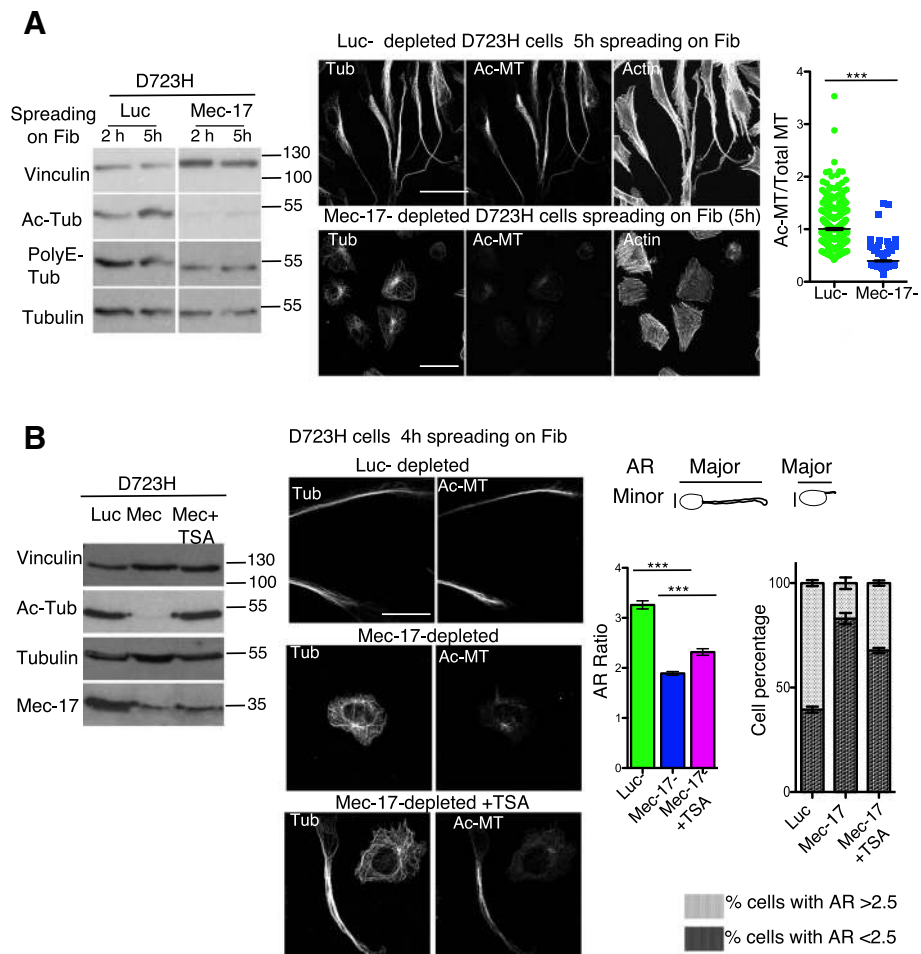 A
Luc- depleted D723H cells 5h spreading on Fib
D723H
Luc Mec-17
Spreading
on Fib
2 h 5h 2 h 5h
Vinculin
130
100
Ac-Tub
55
PolyE-
Tub
55
Tubulin
55
Tub Ac-MT Actin
Mec-17- depleted D723H cells spreading on Fib (5h)
Tub Ac-MT Actin
***
Ac-MT/Total MT
4
3
2
1
0
Luc- Mec-17-
B
D723H cells 4h spreading on Fib
D723H
Luc Mec Mec+
TSA
Vinculin
130
100
Ac-Tub
55
Tubulin
55
Mec-17
35
Luc- depleted
Tub Ac-MT
Mec-17-depleted
Tub Ac-MT
Mec-17-depleted +TSA
Tub Ac-MT
AR Major Major
Minor
***
***
AR Ratio
4
3
2
1
0
Luc-
Mec-17-
Mec-17-
+TSA
Cell percentage
100
50
0
Luc
Mec-17
Mec-17
+TSA
% cells with AR >2.5
% cells with AR <2.5